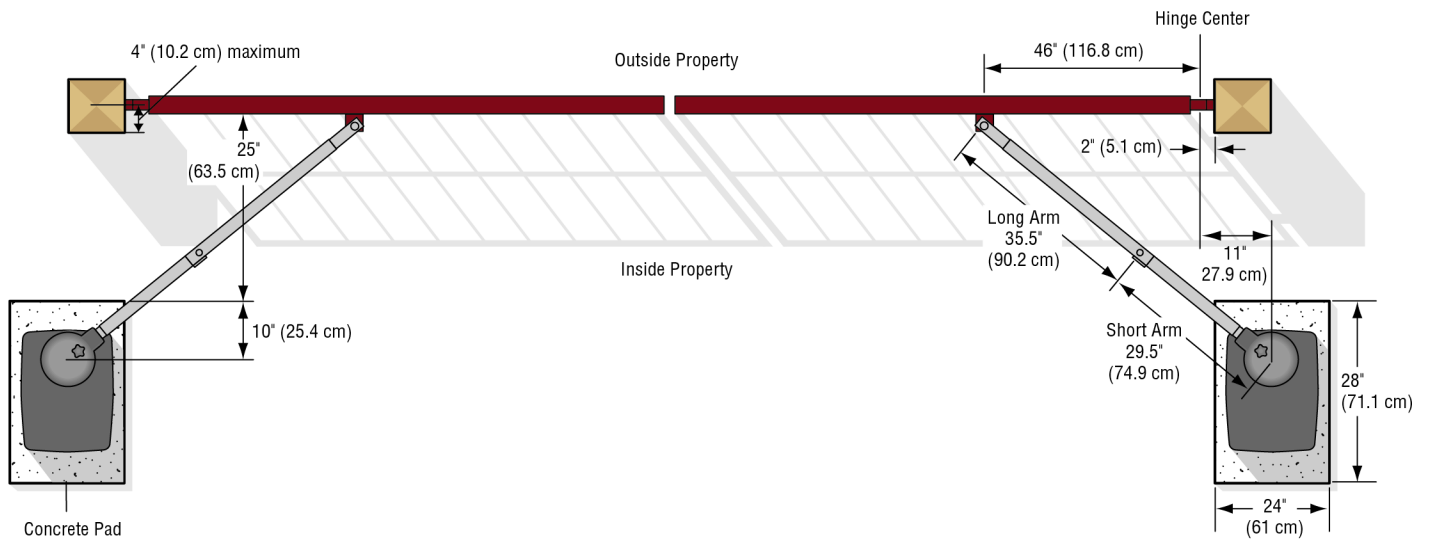 Hinge Center
4" (10.2 cm) maximum
Outside Property
46" (116.8 cm)
25"
(63.5 cm)
2" (5.1 cm)
Long Arm
35.5"
(90.2 cm)
11"
27.9 cm)
Inside Property
10" (25.4 cm)
Short Arm
29.5"
(74.9 cm)
28"
(71.1 cm)
Concrete Pad
24"
(61 cm)